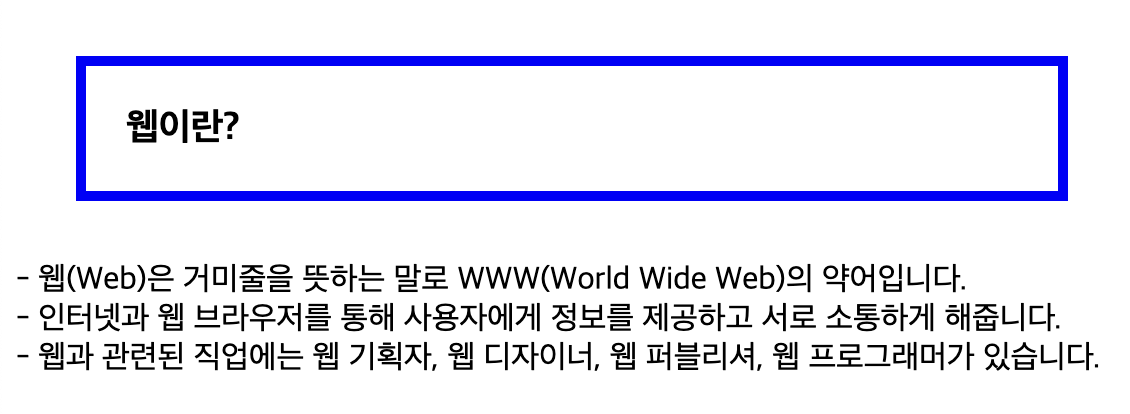 웹이란?
- 웹(Web)은 거미줄을 뜻하는 말로 WWW(World Wide Web)의 약어입니다.
- 인터넷과 웹 브라우저를 통해 사용자에게 정보를 제공하고 서로 소통하게 해줍니다.
- 웹과 관련된 직업에는 웹 기획자, 웹 디자이너, 웹 퍼블리셔, 웹 프로그래머가 있습니다.